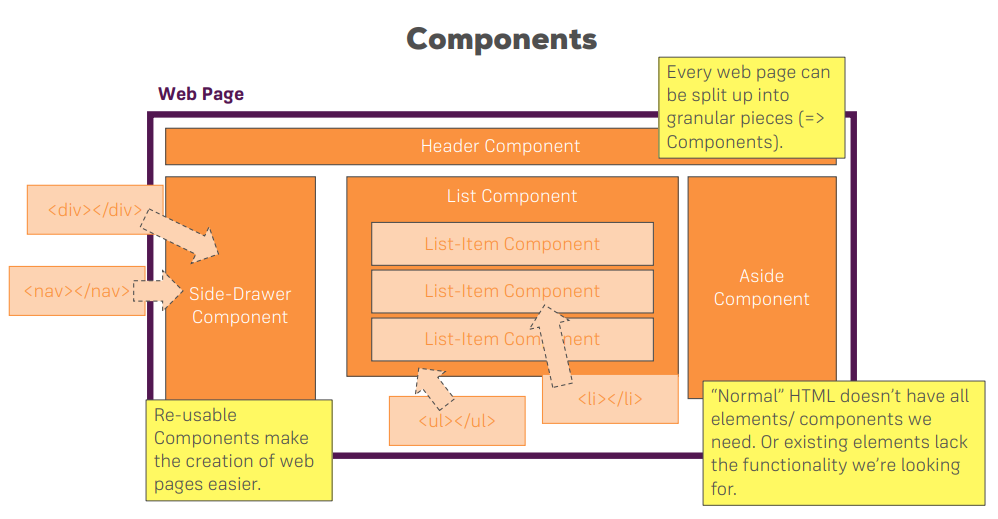 Components
Web Page
Every web page can
be split up into
granular pieces (=>
Components).
Header Component
<div></div>
<nav></nav>
Side-Drawer
Component
List Component
List-Item Component
List-Item Component
List-Item Component
<ul></ul>
<li></li>
Aside
Component
Re-usable
Components make
the creation of web
pages easier.
“Normal” HTML doesn’t have all
elements/ components we
need. Or existing elements lack
the functionality we’re looking
for.